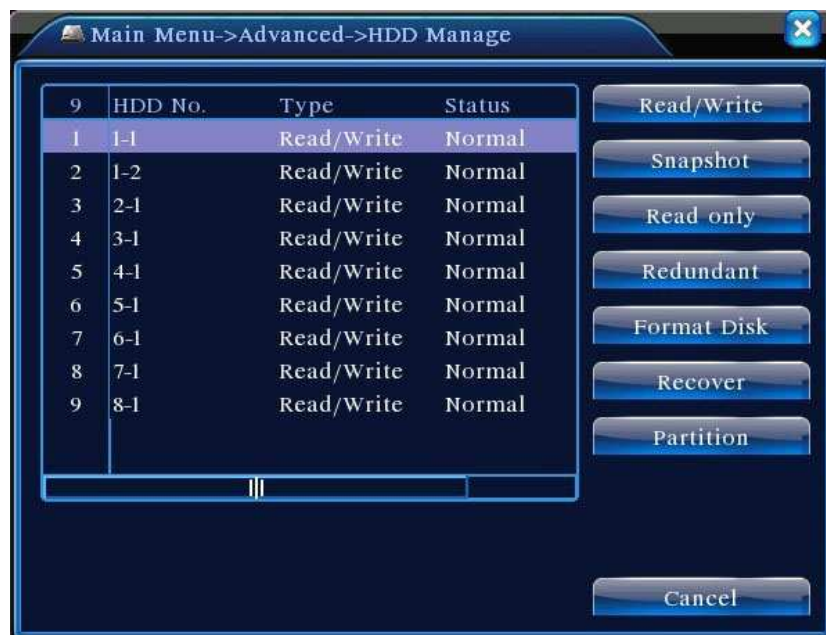 Main Menu->Advanced->HDD Manage
9 HDD No. Type Status
1 1-1 Read/Write Normal
2 1-2 Read/Write Normal
3 2-1 Read/Write Normal
4 3-1 Read/Write Normal
5 4-1 Read/Write Normal
6 5-1 Read/Write Normal
7 6-1 Read/Write Normal
8 7-1 Read/Write Normal
9 8-1 Read/Write Normal
Read/Write
Snapshot
Read only
Redundant
Format Disk
Recover
Partition
Cancel